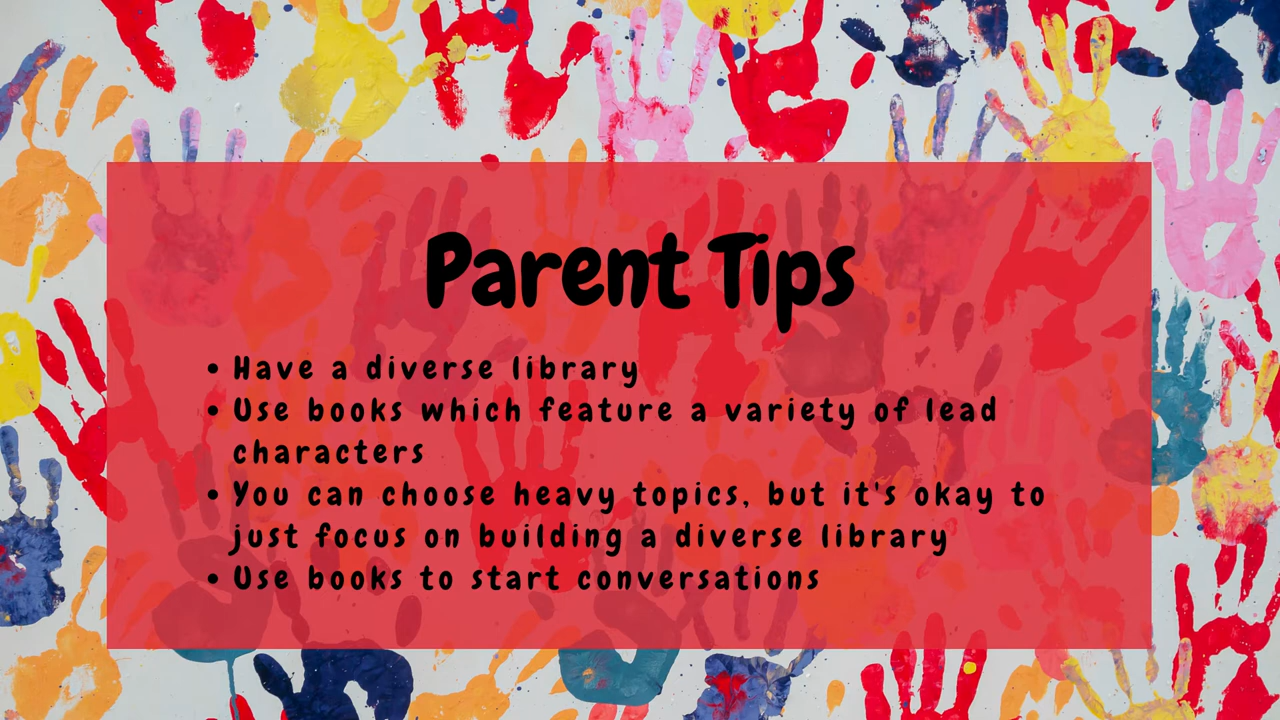 Parent Tips
• Have a diverse library
• Use books which feature a variety of lead
characters
• You can choose heavy topics, but it's okay to
just focus on building a diverse library
• Use books to start conversations